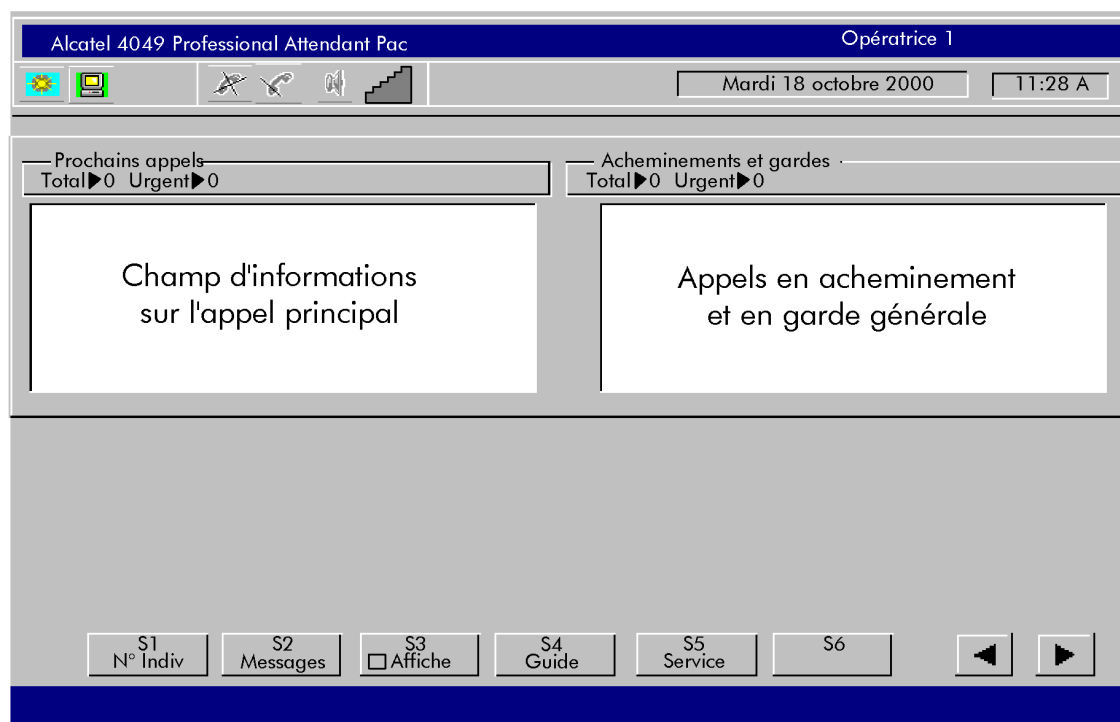 Alcatel 4049 Professional Attendant Pac
Opératrice 1
Mardi 18 octobre 2000
11:28 A
Prochains appels
Total▶0 Urgent▶0
Acheminements et gardes
Total▶0 Urgent▶0
Champ d'informations
sur l'appel principal
Appels en acheminement
et en garde générale
S1
N° Indiv
S2
Messages
S3
Affiche
S4
Guide
S5
Service
S6